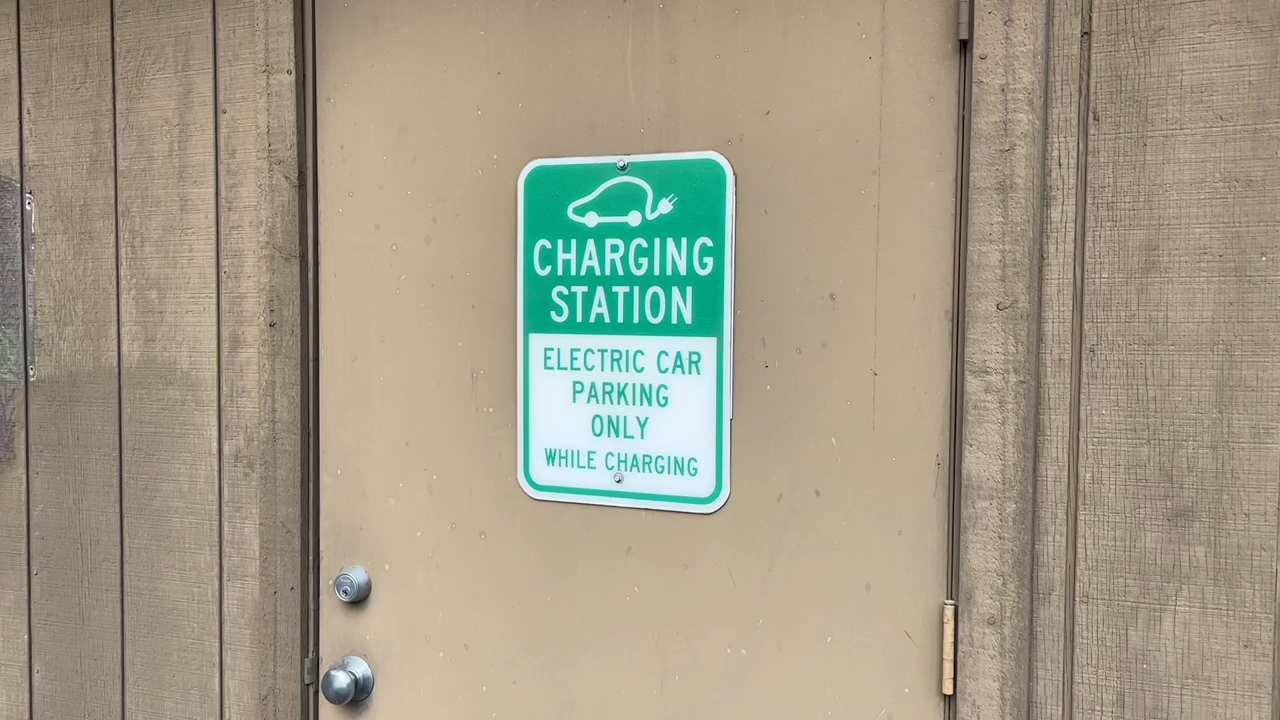 CHARGING
STATION
ELECTRIC CAR
PARKING
ONLY
WHILE CHARGING